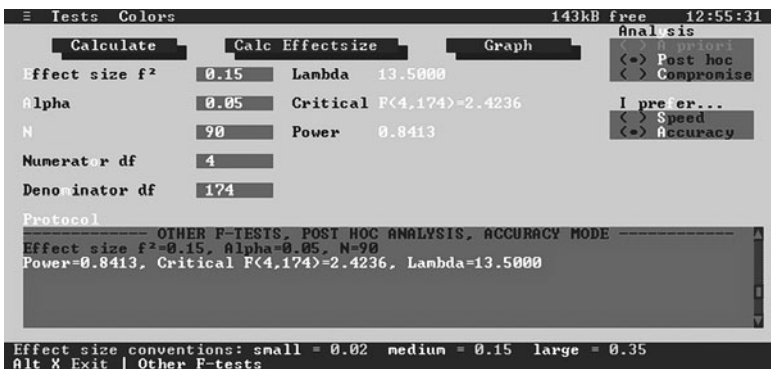 ≡ Tests Colors 143kB free 12:55:31
Analysis
Calculate Calc Effectsize Graph < > A priori
<•> Post hoc
Effect size f² 0.15 Lambda 13.5000 < > Compromise
Alpha 0.05 Critical F(4,174)=2.4236 I prefer...
< > Speed
N 90 Power 0.8413 <•> Accuracy
Numerator df 4
Denominator df 174
Protocol
------------- OTHER F-TESTS, POST HOC ANALYSIS, ACCURACY MODE -------------
Effect size f²=0.15, Alpha=0.05, N=90
Power=0.8413, Critical F(4,174)=2.4236, Lambda=13.5000
Effect size conventions: small = 0.02 medium = 0.15 large = 0.35
Alt X Exit | Other F-tests